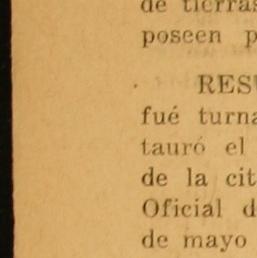 de tierras
poseen p
RESU
fué turna
tauró el
de la cit
Oficial d
de mayo